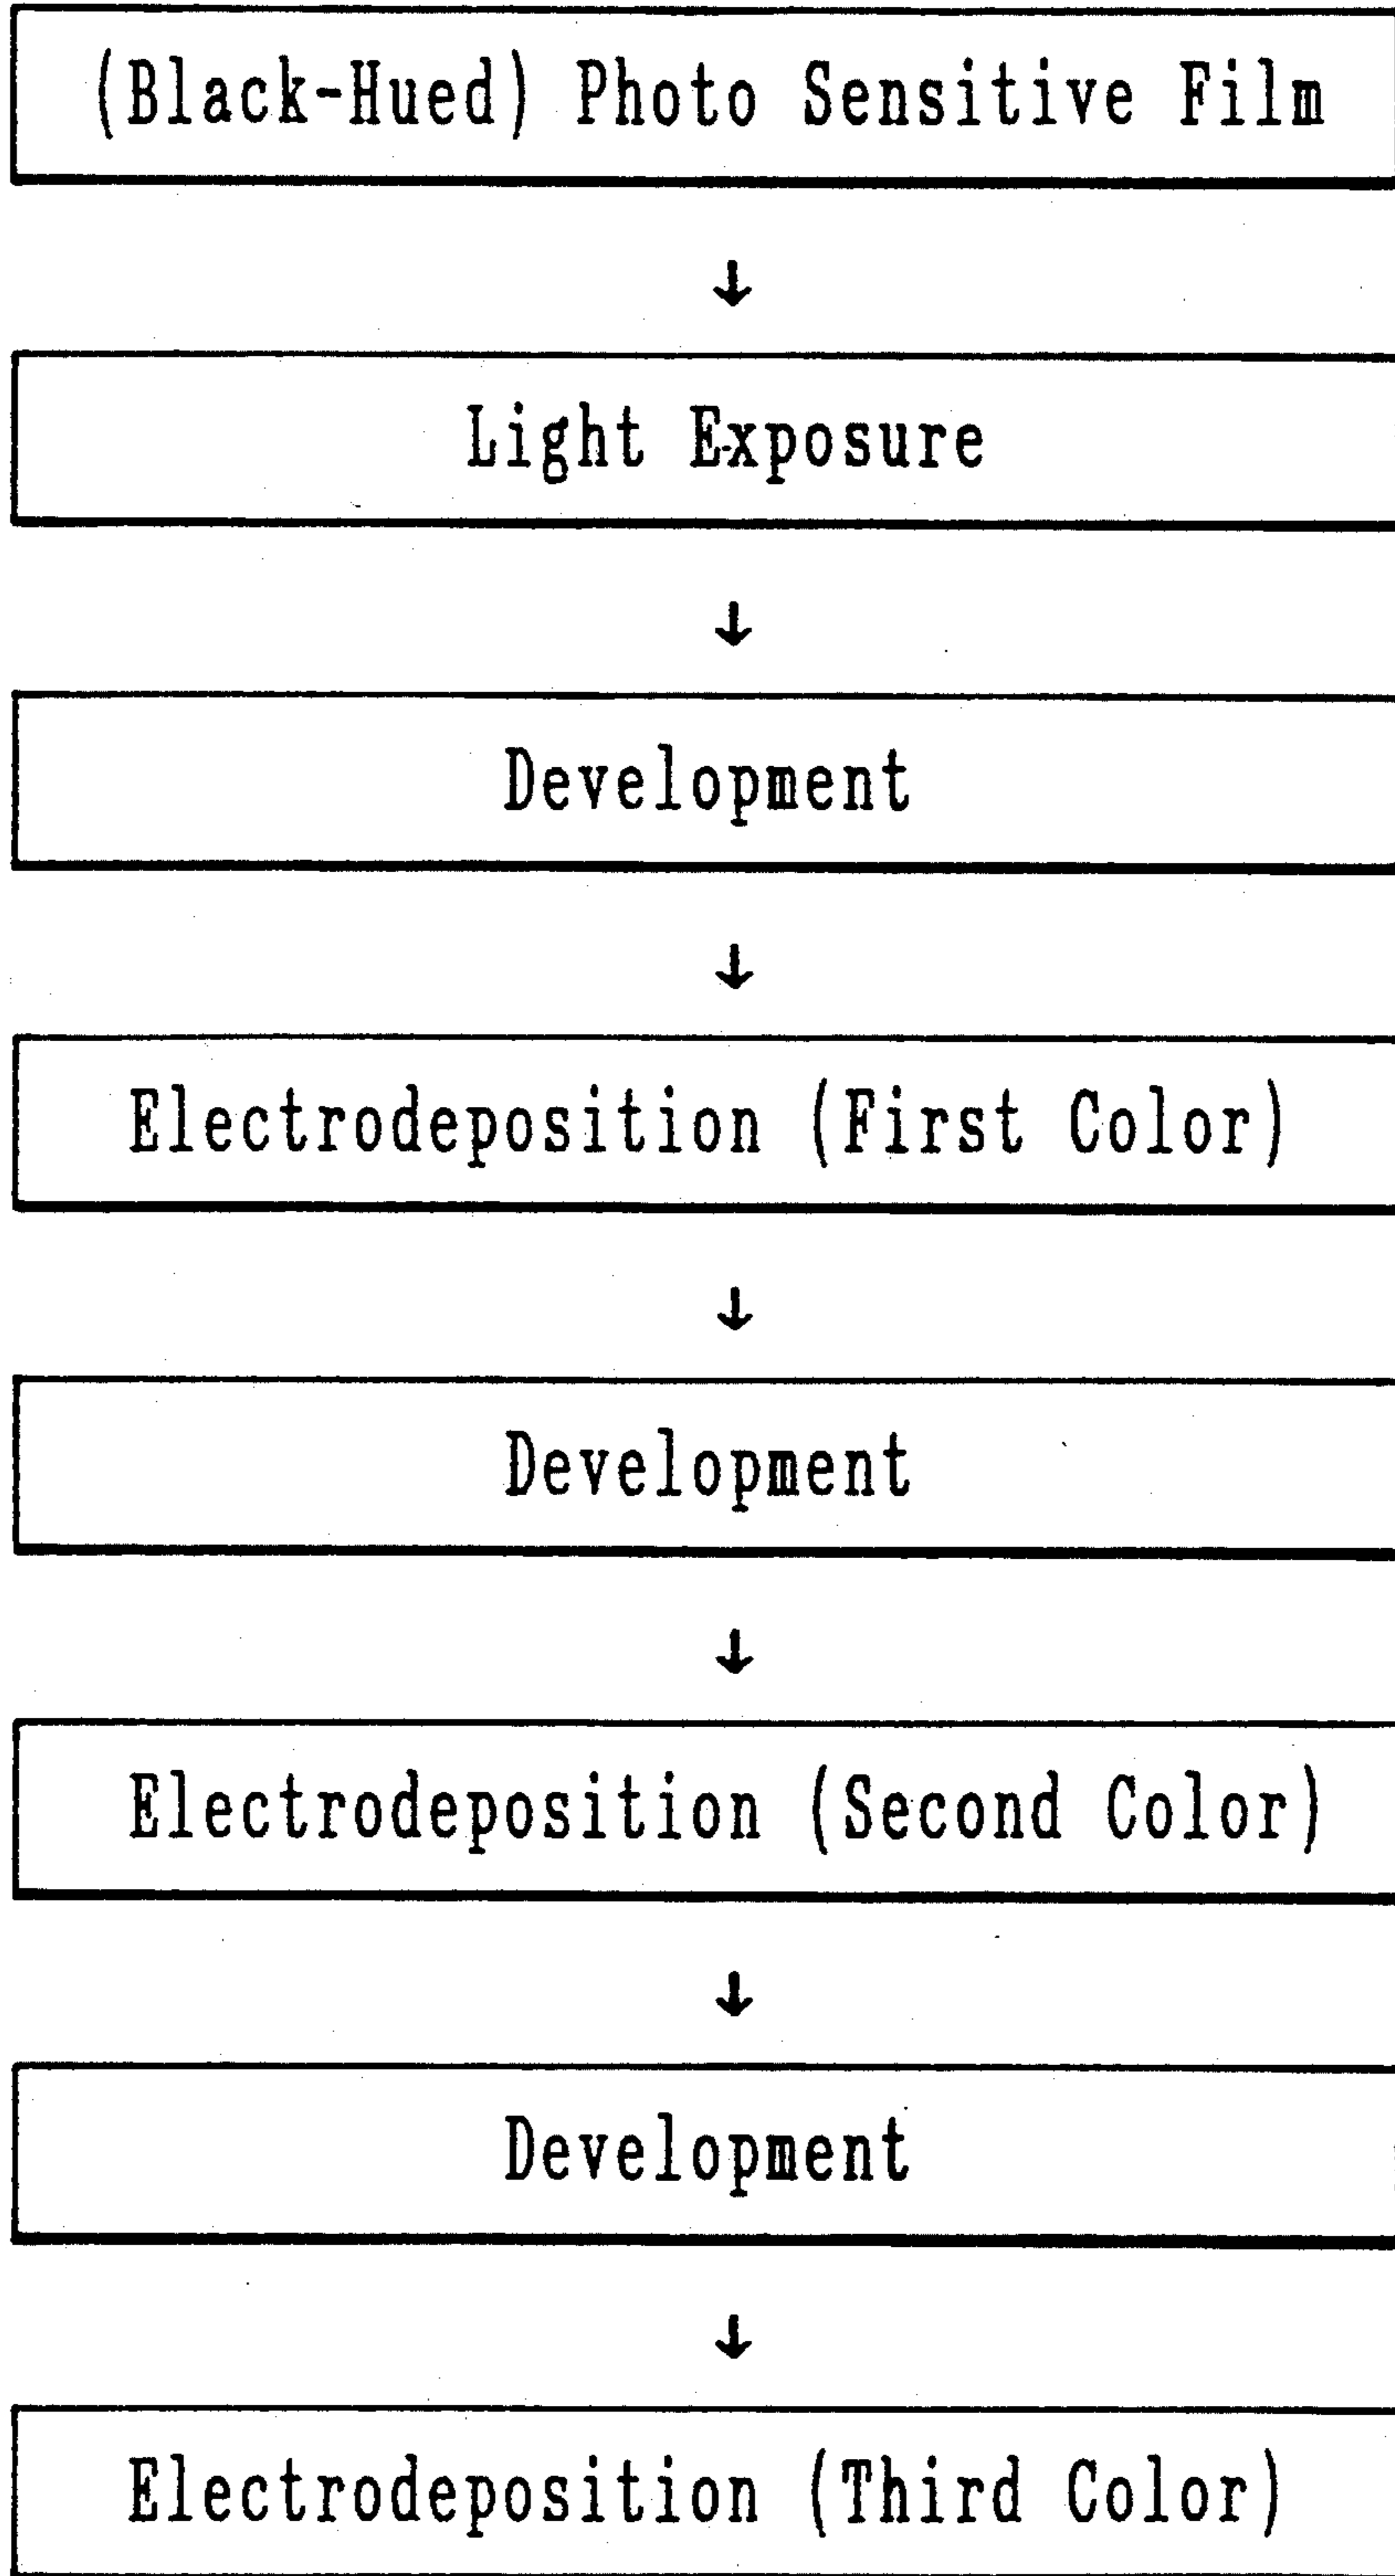 (Black-Hued) Photo Sensitive Film
↓
Light Exposure
↓
Development
↓
Electrodeposition (First Color)
↓
Development
↓
Electrodeposition (Second Color)
↓
Development
↓
Electrodeposition (Third Color)